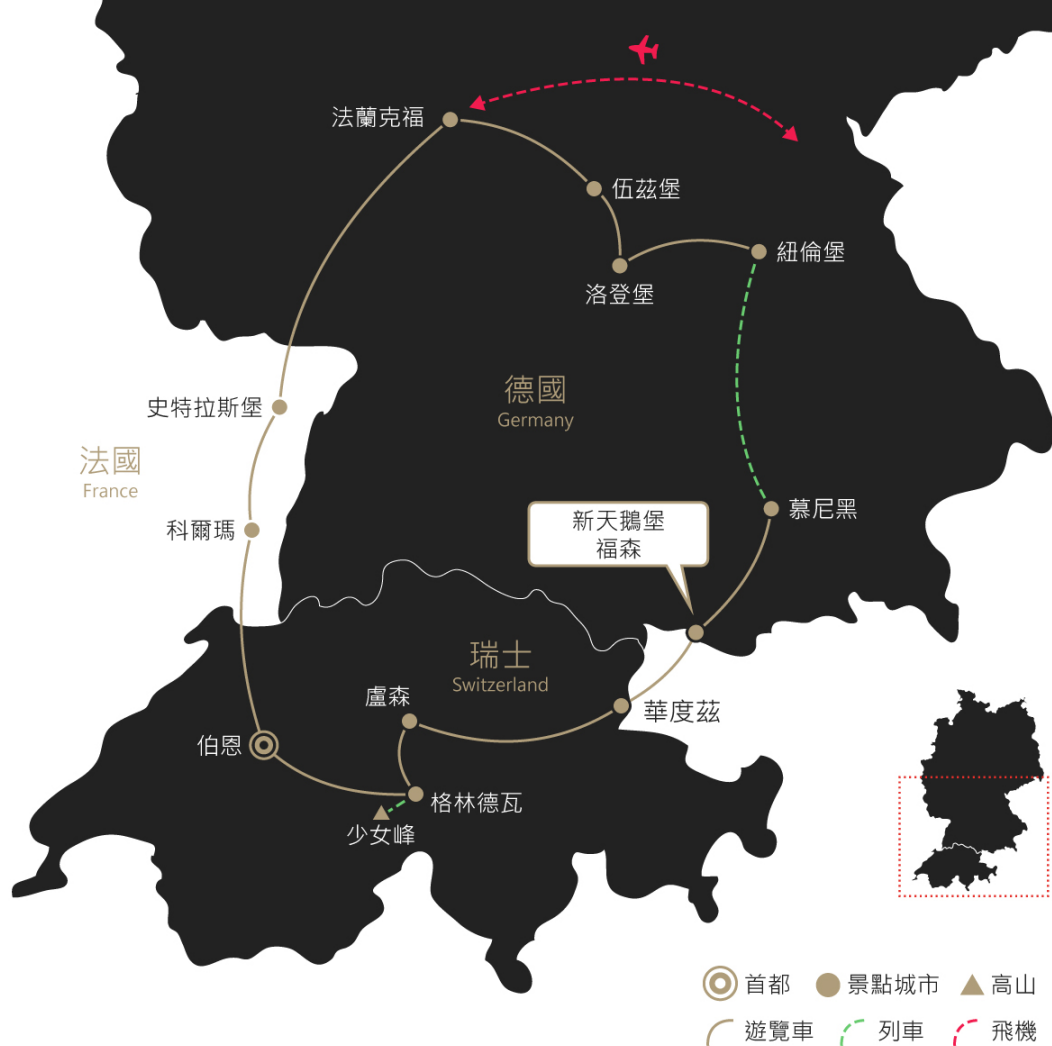 法蘭克福
伍茲堡
紐倫堡
洛登堡
德國
Germany
史特拉斯堡
法國
France
慕尼黑
新天鵝堡
福森
科爾瑪
瑞士
Switzerland
盧森
華度茲
伯恩
格林德瓦
少女峰
首都
景點城市
高山
遊覽車
列車
飛機